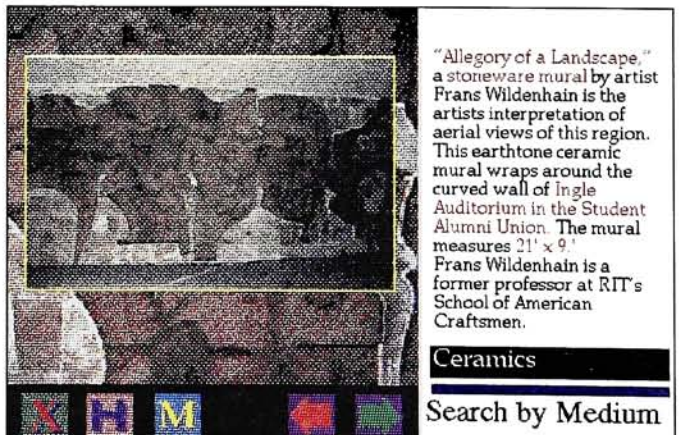 "Allegory of a Landscape,"
a stoneware mural by artist
Frans Wildenhain is the
artists interpretation of
aerial views of this region.
This earthtone ceramic
mural wraps around the
curved wall of Ingle
Auditorium in the Student
Alumni Union. The mural
measures 21' x 9.'
Frans Wildenhain is a
former professor at RIT's
School of American
Craftsmen.
Ceramics
Search by Medium
X H M